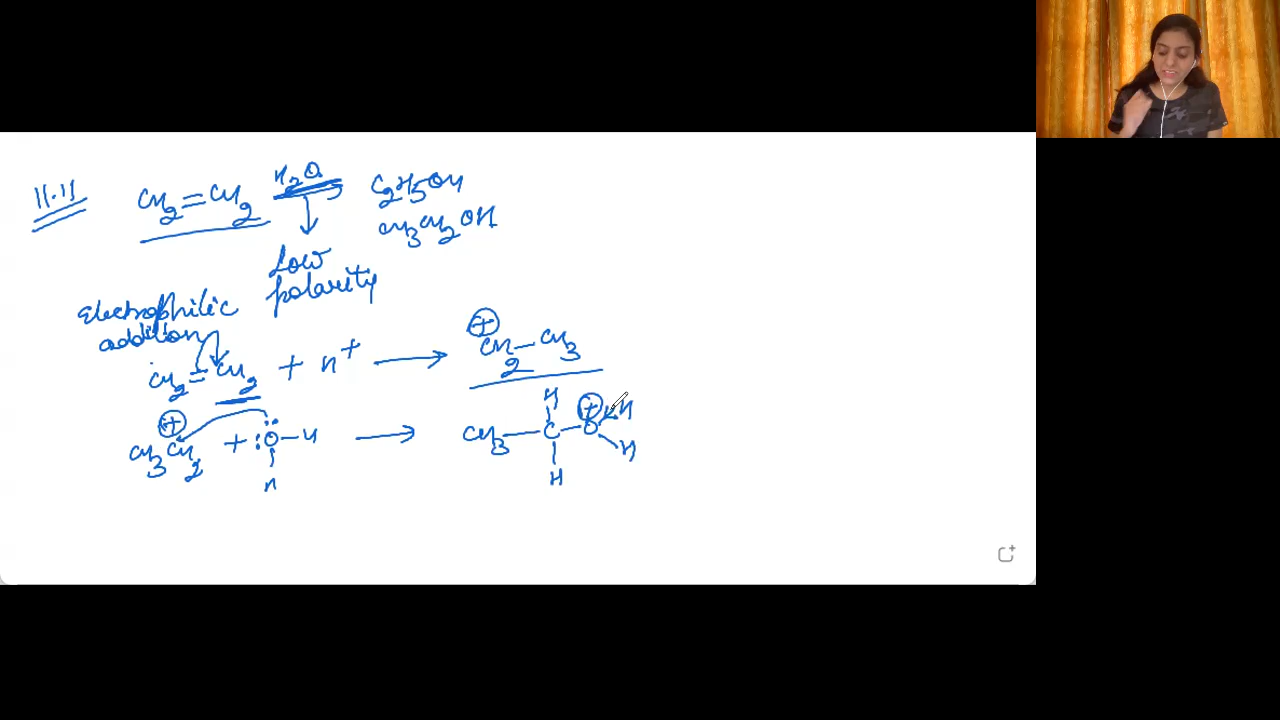 11.11 CH2=CH2 H2O → C2H5OH
CH3CH2OH
Low
polarity
Electrophilic
addition
CH2=CH2 + H+ → ⊕CH2-CH3
⊕
CH3CH2 + :Ö-H → CH3-C-O-H
H
H
⊕
H
H